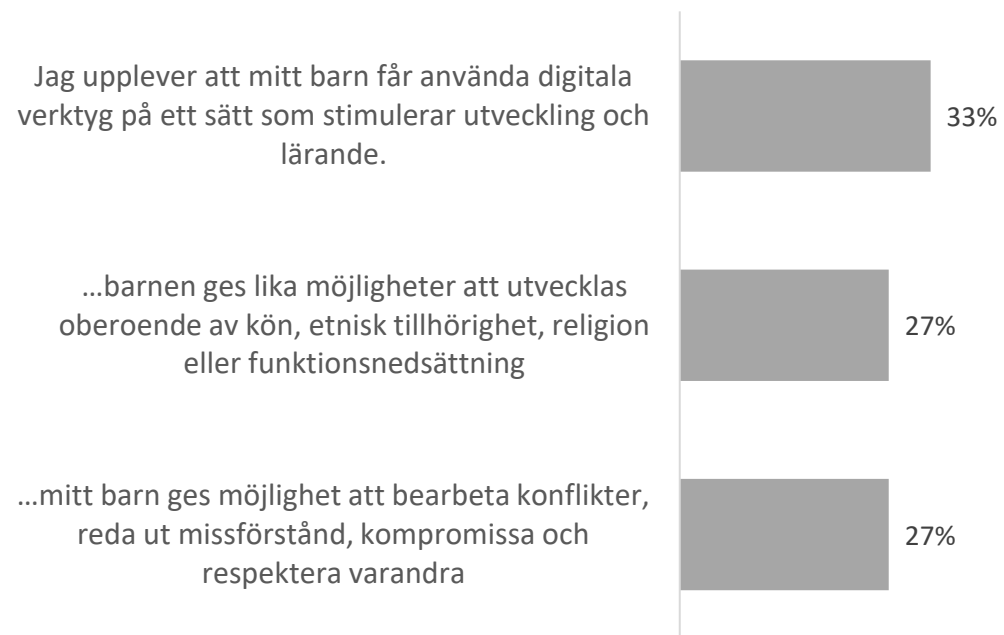 Jag upplever att mitt barn får använda digitala
verktyg på ett sätt som stimulerar utveckling och
lärande.
33%
…barnen ges lika möjligheter att utvecklas
oberoende av kön, etnisk tillhörighet, religion
eller funktionsnedsättning
27%
…mitt barn ges möjlighet att bearbeta konflikter,
reda ut missförstånd, kompromissa och
respektera varandra
27%